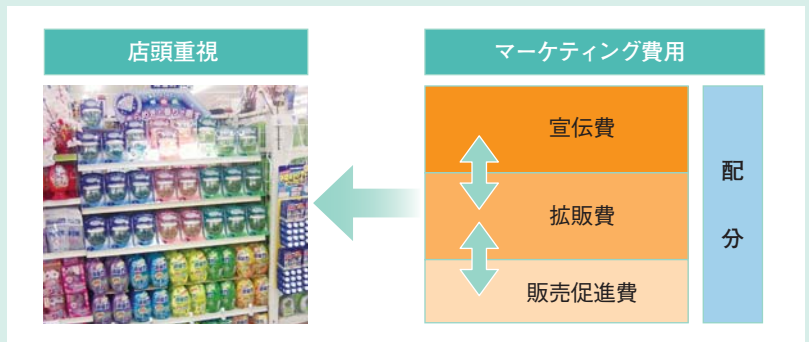 店頭重視
マーケティング費用
宣伝費
拡販費
販売促進費
配
分